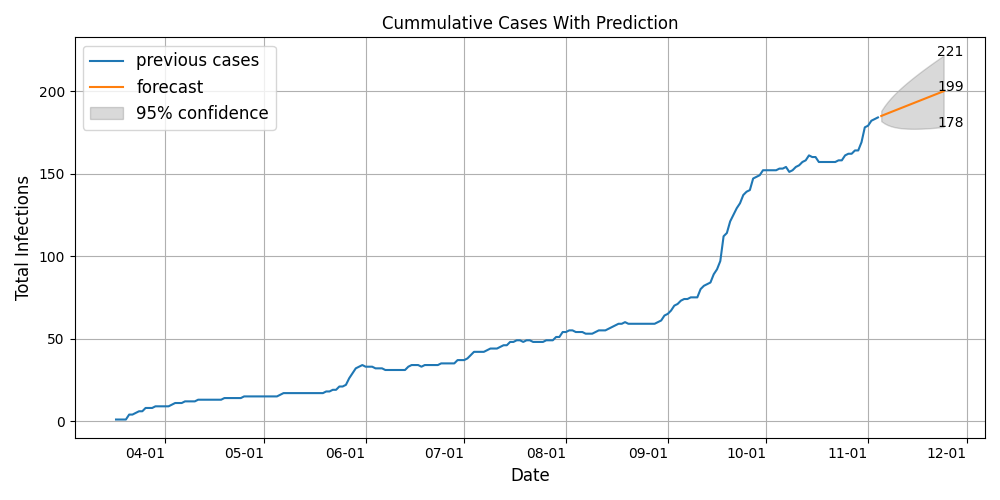 Cummulative Cases With Prediction
previous cases
forecast
95% confidence
221
199
178
200
150
100
50
0
Total Infections
04-01 05-01 06-01 07-01 08-01 09-01 10-01 11-01 12-01
Date